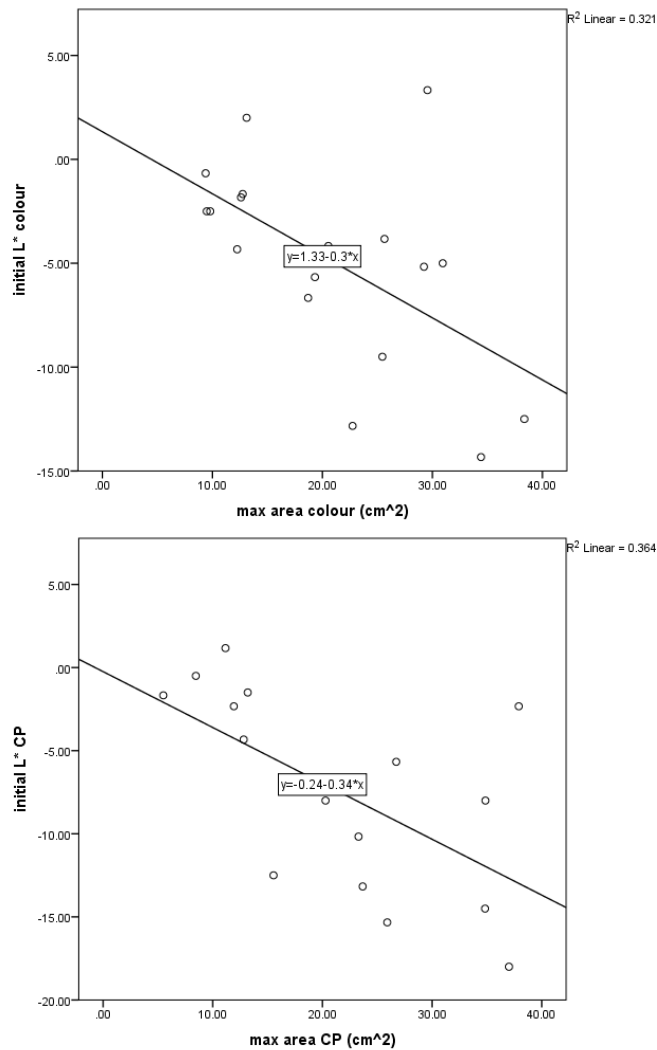 R² Linear = 0.321
5.00
.00
-5.00
-10.00
-15.00
initial L* colour
y=1.33-0.3*x
.00 10.00 20.00 30.00 40.00
max area colour (cm^2)
R² Linear = 0.364
5.00
.00
-5.00
-10.00
-15.00
-20.00
initial L* CP
y=-0.24-0.34*x
.00 10.00 20.00 30.00 40.00
max area CP (cm^2)